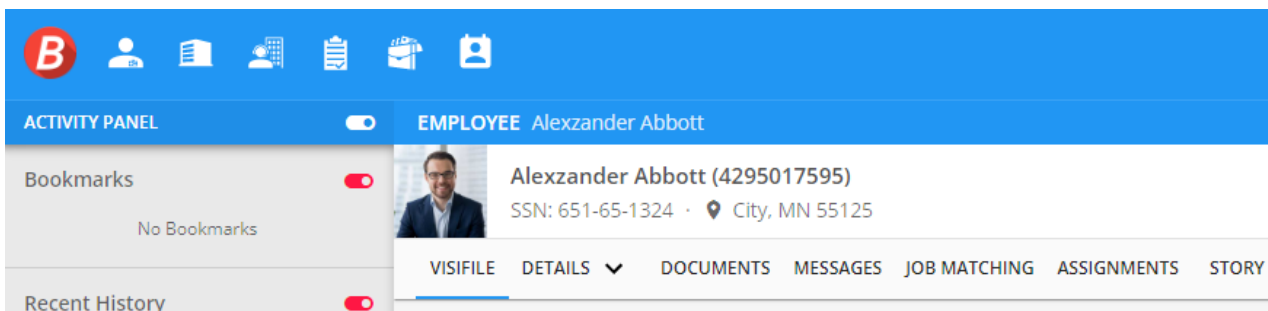 B
ACTIVITY PANEL
EMPLOYEE Alexzander Abbott
Bookmarks
No Bookmarks
Alexzander Abbott (4295017595)
SSN: 651-65-1324 · City, MN 55125
VISIFILE DETAILS DOCUMENTS MESSAGES JOB MATCHING ASSIGNMENTS STORY
Recent History